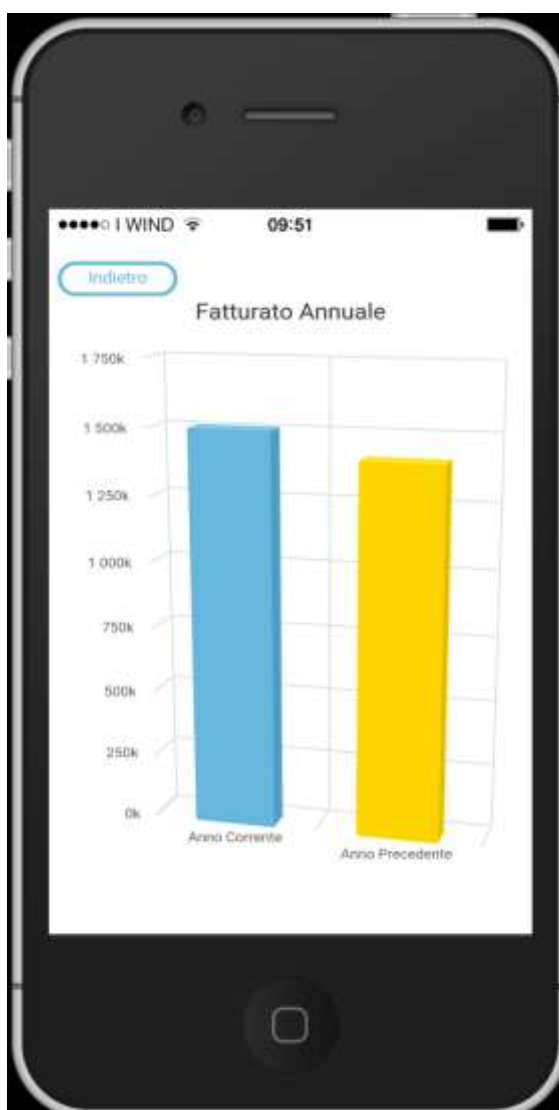 ●●●●○ I WIND 09:51
Indietro
Fatturato Annuale
1 750k
1 500k
1 250k
1 000k
750k
500k
250k
0k
Anno Corrente
Anno Precedente